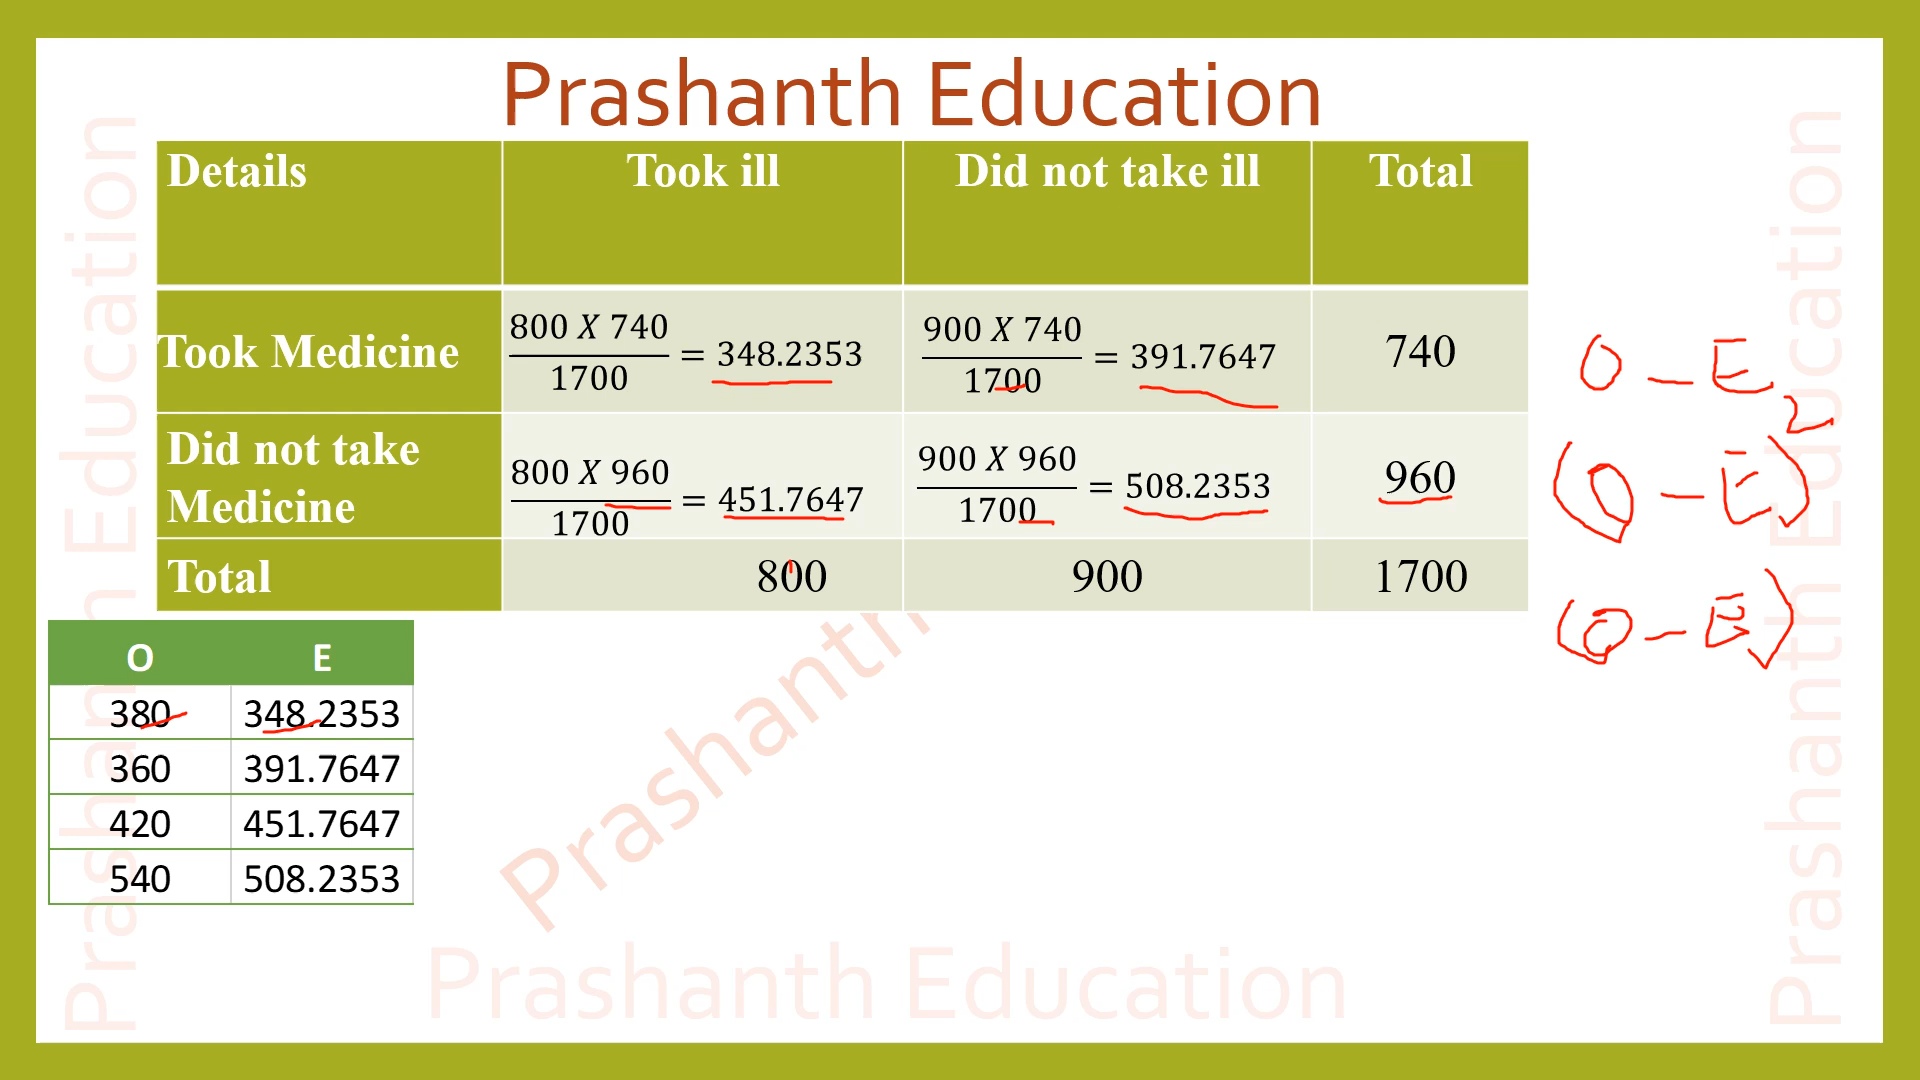 Prashanth Education
Details Took ill Did not take ill Total
Took Medicine 800 X 740 / 1700 = 348.2353 900 X 740 / 1700 = 391.7647 740
Did not take Medicine 800 X 960 / 1700 = 451.7647 900 X 960 / 1700 = 508.2353 960
Total 800 900 1700
O E
380 348.2353
360 391.7647
420 451.7647
540 508.2353
O – E
(O – E)2
(O – E)
Prashanth Education
Prashanth Education
Prashanth
Prashanth Education